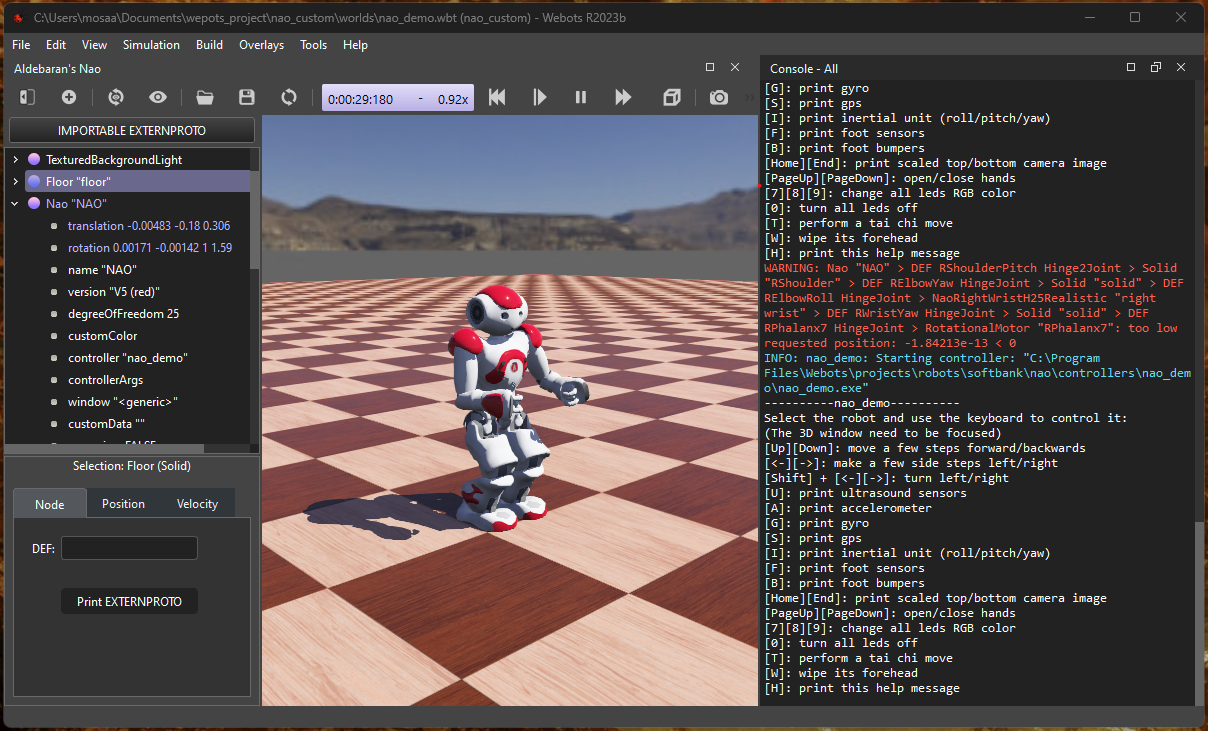 C:\Users\mosaa\Documents\wepots_project\nao_custom\worlds\nao_demo.wbt (nao_custom) - Webots R2023b
File Edit View Simulation Build Overlays Tools Help
Aldebaran's Nao
0:00:29:180 - 0.92x
IMPORTABLE EXTERNPROTO
TexturedBackgroundLight
Floor "floor"
Nao "NAO"
translation -0.00483 -0.18 0.306
rotation 0.00171 -0.00142 1 1.59
name "NAO"
version "V5 (red)"
degreeOfFreedom 25
customColor
controller "nao_demo"
controllerArgs
window "<generic>"
customData ""
Selection: Floor (Solid)
Node Position Velocity
DEF:
Print EXTERNPROTO
Console - All
[G]: print gyro
[S]: print gps
[I]: print inertial unit (roll/pitch/yaw)
[F]: print foot sensors
[B]: print foot bumpers
[Home][End]: print scaled top/bottom camera image
[PageUp][PageDown]: open/close hands
[7][8][9]: change all leds RGB color
[0]: turn all leds off
[T]: perform a tai chi move
[W]: wipe its forehead
[H]: print this help message
WARNING: Nao "NAO" > DEF RShoulderPitch Hinge2Joint > Solid
"RShoulder" > DEF RElbowYaw HingeJoint > Solid "solid" > DEF
RElbowRoll HingeJoint > NaoRightWristH25Realistic "right
wrist" > DEF RWristYaw HingeJoint > Solid "solid" > DEF
RPhalanx7 HingeJoint > RotationalMotor "RPhalanx7": too low
requested position: -1.84213e-13 < 0
INFO: nao_demo: Starting controller: "C:\Program
Files\Webots\projects\robots\softbank\nao\controllers\nao_dem
o\nao_demo.exe"
----------nao_demo----------
Select the robot and use the keyboard to control it:
(The 3D window need to be focused)
[Up][Down]: move a few steps forward/backwards
[<-][->]: make a few side steps left/right
[Shift] + [<-][->]: turn left/right
[U]: print ultrasound sensors
[A]: print accelerometer
[G]: print gyro
[S]: print gps
[I]: print inertial unit (roll/pitch/yaw)
[F]: print foot sensors
[B]: print foot bumpers
[Home][End]: print scaled top/bottom camera image
[PageUp][PageDown]: open/close hands
[7][8][9]: change all leds RGB color
[0]: turn all leds off
[T]: perform a tai chi move
[W]: wipe its forehead
[H]: print this help message